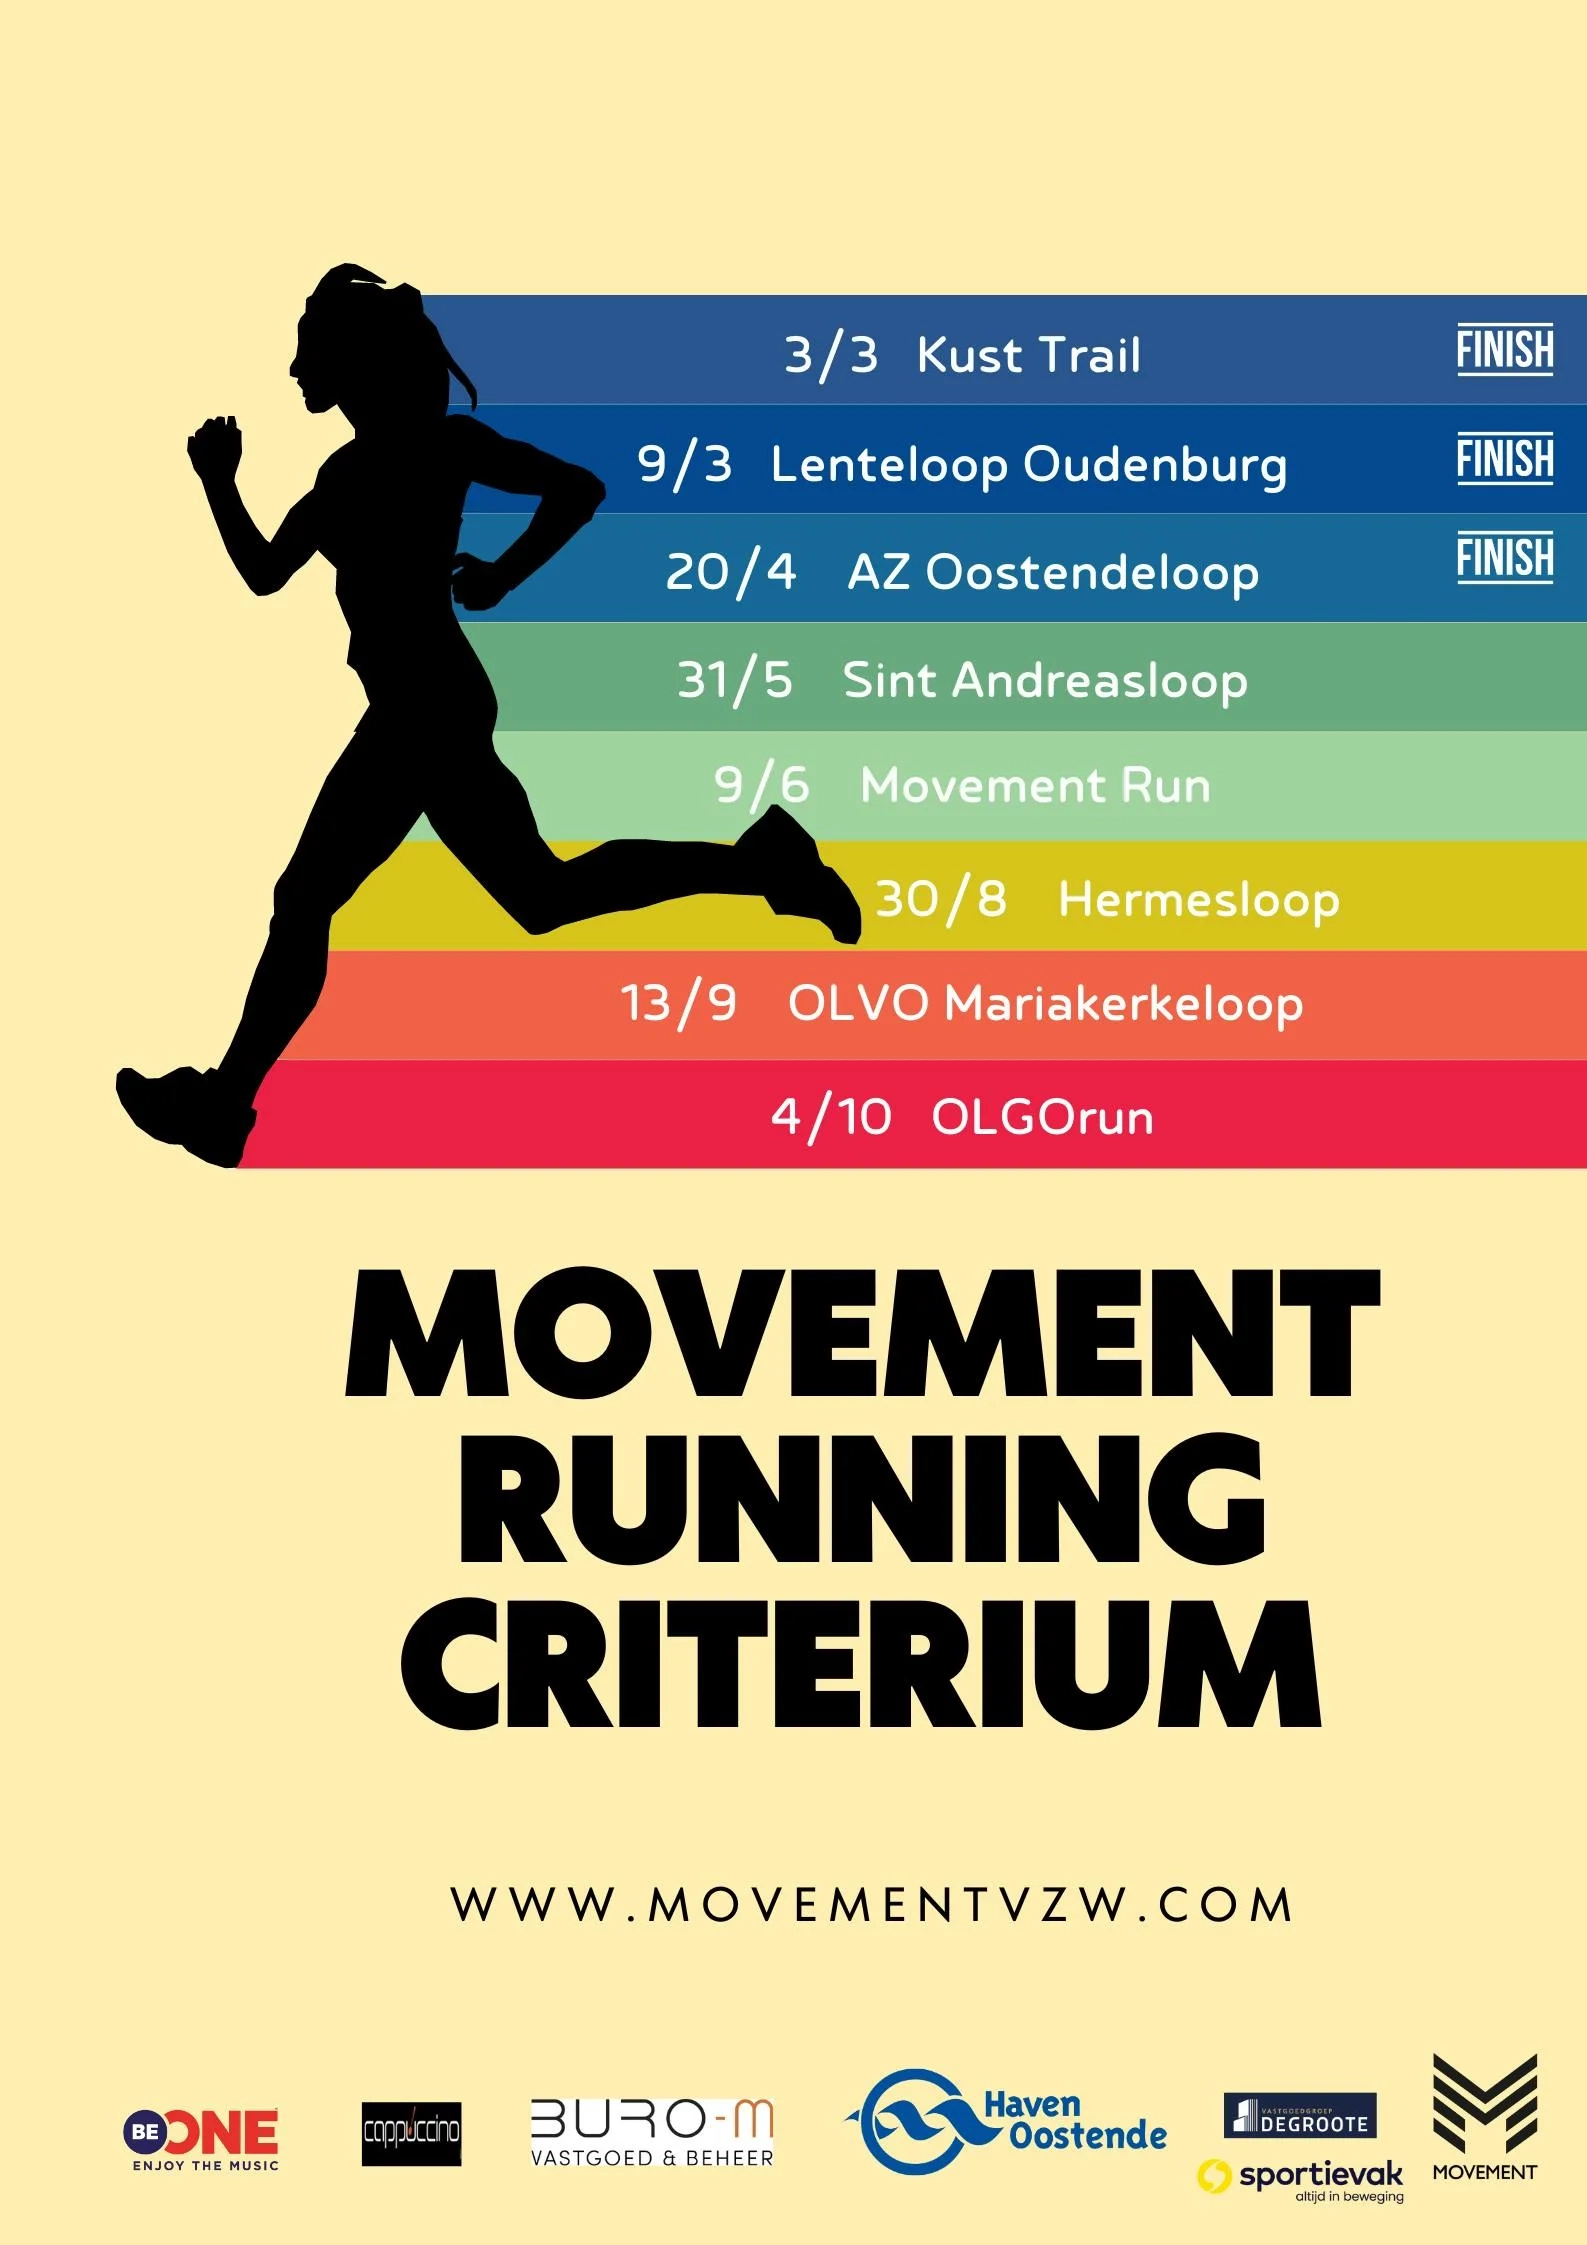 3/3 Kust Trail FINISH
9/3 Lenteloop Oudenburg FINISH
20/4 AZ Oostendeloop FINISH
31/5 Sint Andreasloop
9/6 Movement Run
30/8 Hermesloop
13/9 OLVO Mariakerkeloop
4/10 OLGOrun
MOVEMENT
RUNNING
CRITERIUM
WWW.MOVEMENTVZW.COM
BE ONE
ENJOY THE MUSIC
cappuccino
BURO-M
VASTGOED & BEHEER
Haven
Oostende
VASTGOEDGROEP
DEGROOTE
sportievak
altijd in beweging
MOVEMENT